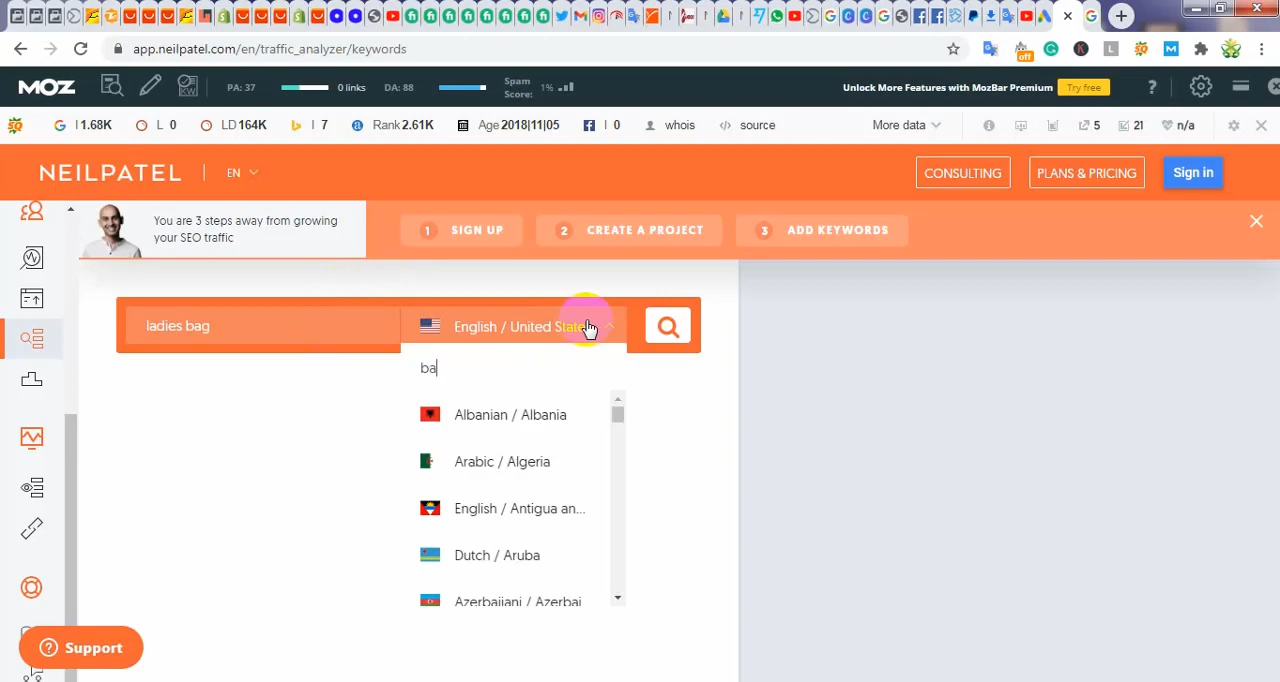 app.neilpatel.com/en/traffic_analyzer/keywords
off
MOZ
KW
PA: 37
0 links
DA: 88
Spam Score: 1%
Unlock More Features with MozBar Premium
Try free
I 1.68K
L 0
LD 164K
I 7
Rank 2.61K
Age 2018|11|05
I 0
whois
source
More data
5
21
n/a
NEILPATEL
EN
CONSULTING
PLANS & PRICING
Sign in
You are 3 steps away from growing
your SEO traffic
1 SIGN UP
2 CREATE A PROJECT
3 ADD KEYWORDS
ladies bag
English / United State
ba
Albanian / Albania
Arabic / Algeria
English / Antigua an...
Dutch / Aruba
Azerbaijani / Azerbai
Support